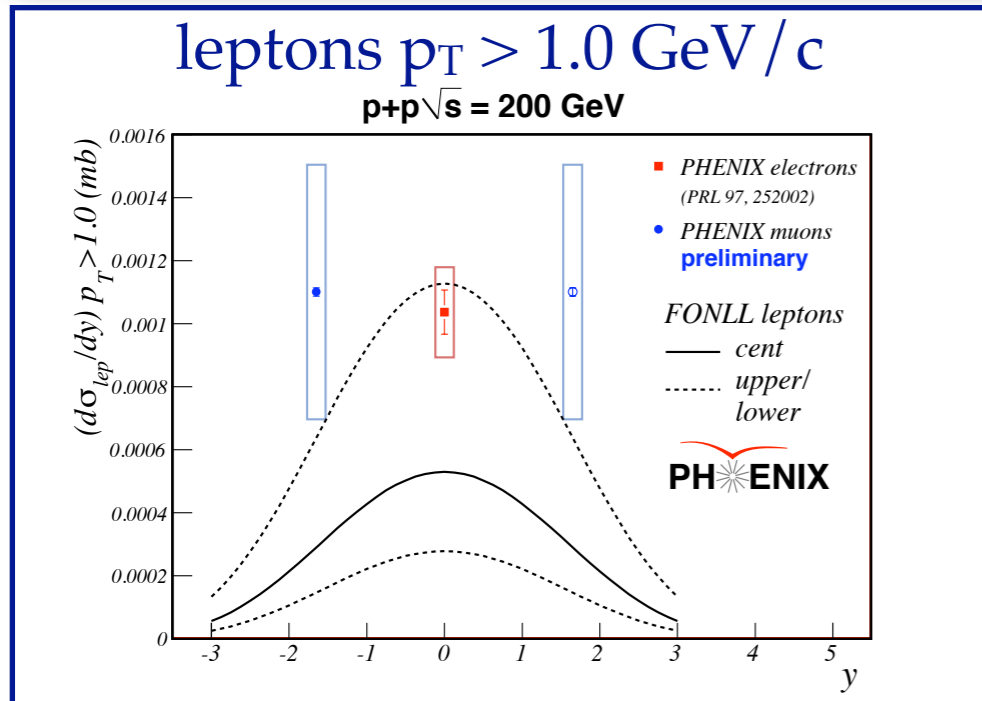 leptons pT > 1.0 GeV/c
p+p √s = 200 GeV
(dσlep/dy) pT>1.0 (mb)
0.0016
0.0014
0.0012
0.001
0.0008
0.0006
0.0004
0.0002
0
-3 -2 -1 0 1 2 3 4 5
y
PHENIX electrons
(PRL 97, 252002)
PHENIX muons
preliminary
FONLL leptons
cent
upper/
lower
PHENIX